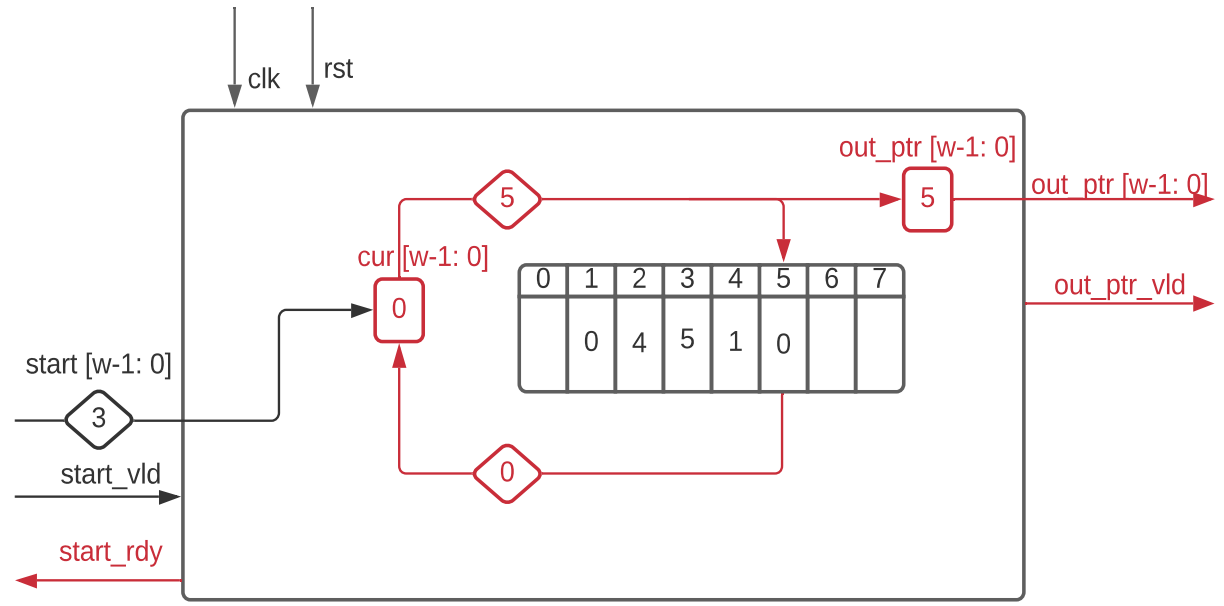 clk
rst
out_ptr [w-1: 0]
5
5
out_ptr [w-1: 0]
cur [w-1: 0]
0 1 2 3 4 5 6 7
out_ptr_vld
0
0 4 5 1 0
start [w-1: 0]
3
start_vld
0
start_rdy